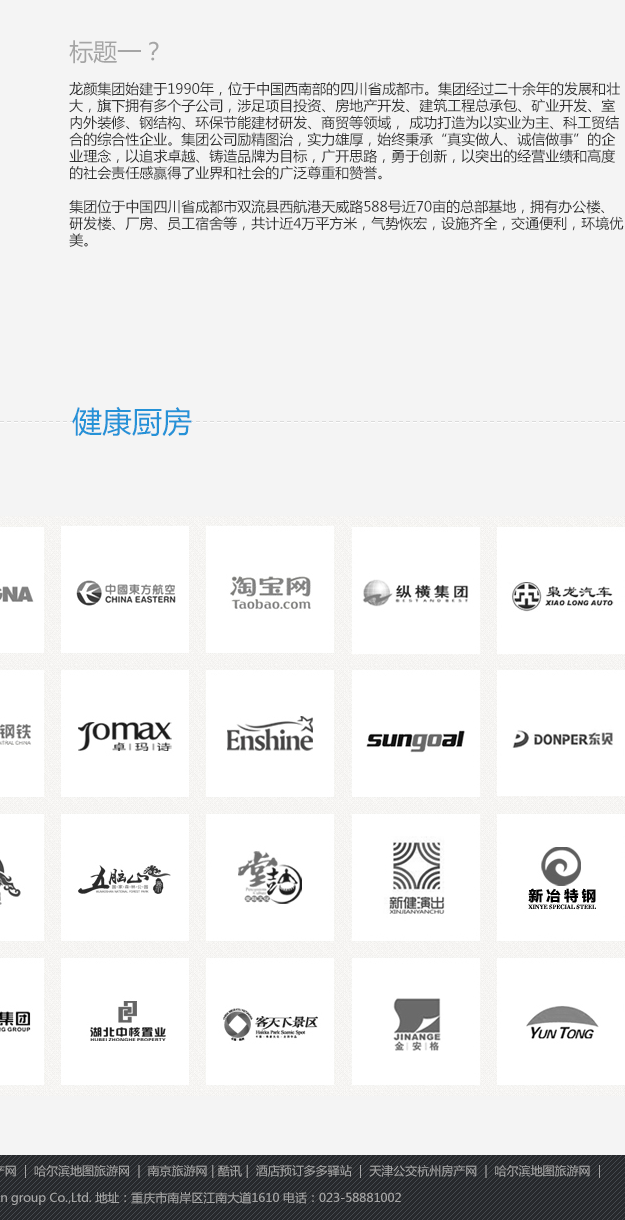 标题一？
龙颜集团始建于1990年，位于中国西南部的四川省成都市。集团经过二十余年的发展和壮
大，旗下拥有多个子公司，涉足项目投资、房地产开发、建筑工程总承包、矿业开发、室
内外装修、钢结构、环保节能建材研发、商贸等领域， 成功打造为以实业为主、科工贸结
合的综合性企业。集团公司励精图治，实力雄厚，始终秉承“真实做人、诚信做事”的企
业理念，以追求卓越、铸造品牌为目标，广开思路，勇于创新，以突出的经营业绩和高度
的社会责任感赢得了业界和社会的广泛尊重和赞誉。
集团位于中国四川省成都市双流县西航港天威路588号近70亩的总部基地，拥有办公楼、
研发楼、厂房、员工宿舍等，共计近4万平方米，气势恢宏，设施齐全，交通便利，环境优
美。
健康厨房
GNA
中國東方航空
CHINA EASTERN
淘宝网
Taobao.com
纵横集团
BEST AND BEST
枭龙汽车
XIAO LONG AUTO
钢铁
NTRAL CHINA
Jomax
卓玛诗
Enshine
sungoal
DONPER东贝
五脑山
国家森林公园
新健演出
XINJIANYANCHU
新冶特钢
XINYE SPECIAL STEEL
集团
NG GROUP
湖北中核置业
HUBEI ZHONGHE PROPERTY
客天下景区
Hakka Park Scenic Spot
JINANGE
金安格
YUN TONG
产网 | 哈尔滨地图旅游网 | 南京旅游网 | 酷讯 | 酒店预订多多驿站 | 天津公交杭州房产网 | 哈尔滨地图旅游网 |
n group Co.,Ltd. 地址：重庆市南岸区江南大道1610 电话：023-58881002